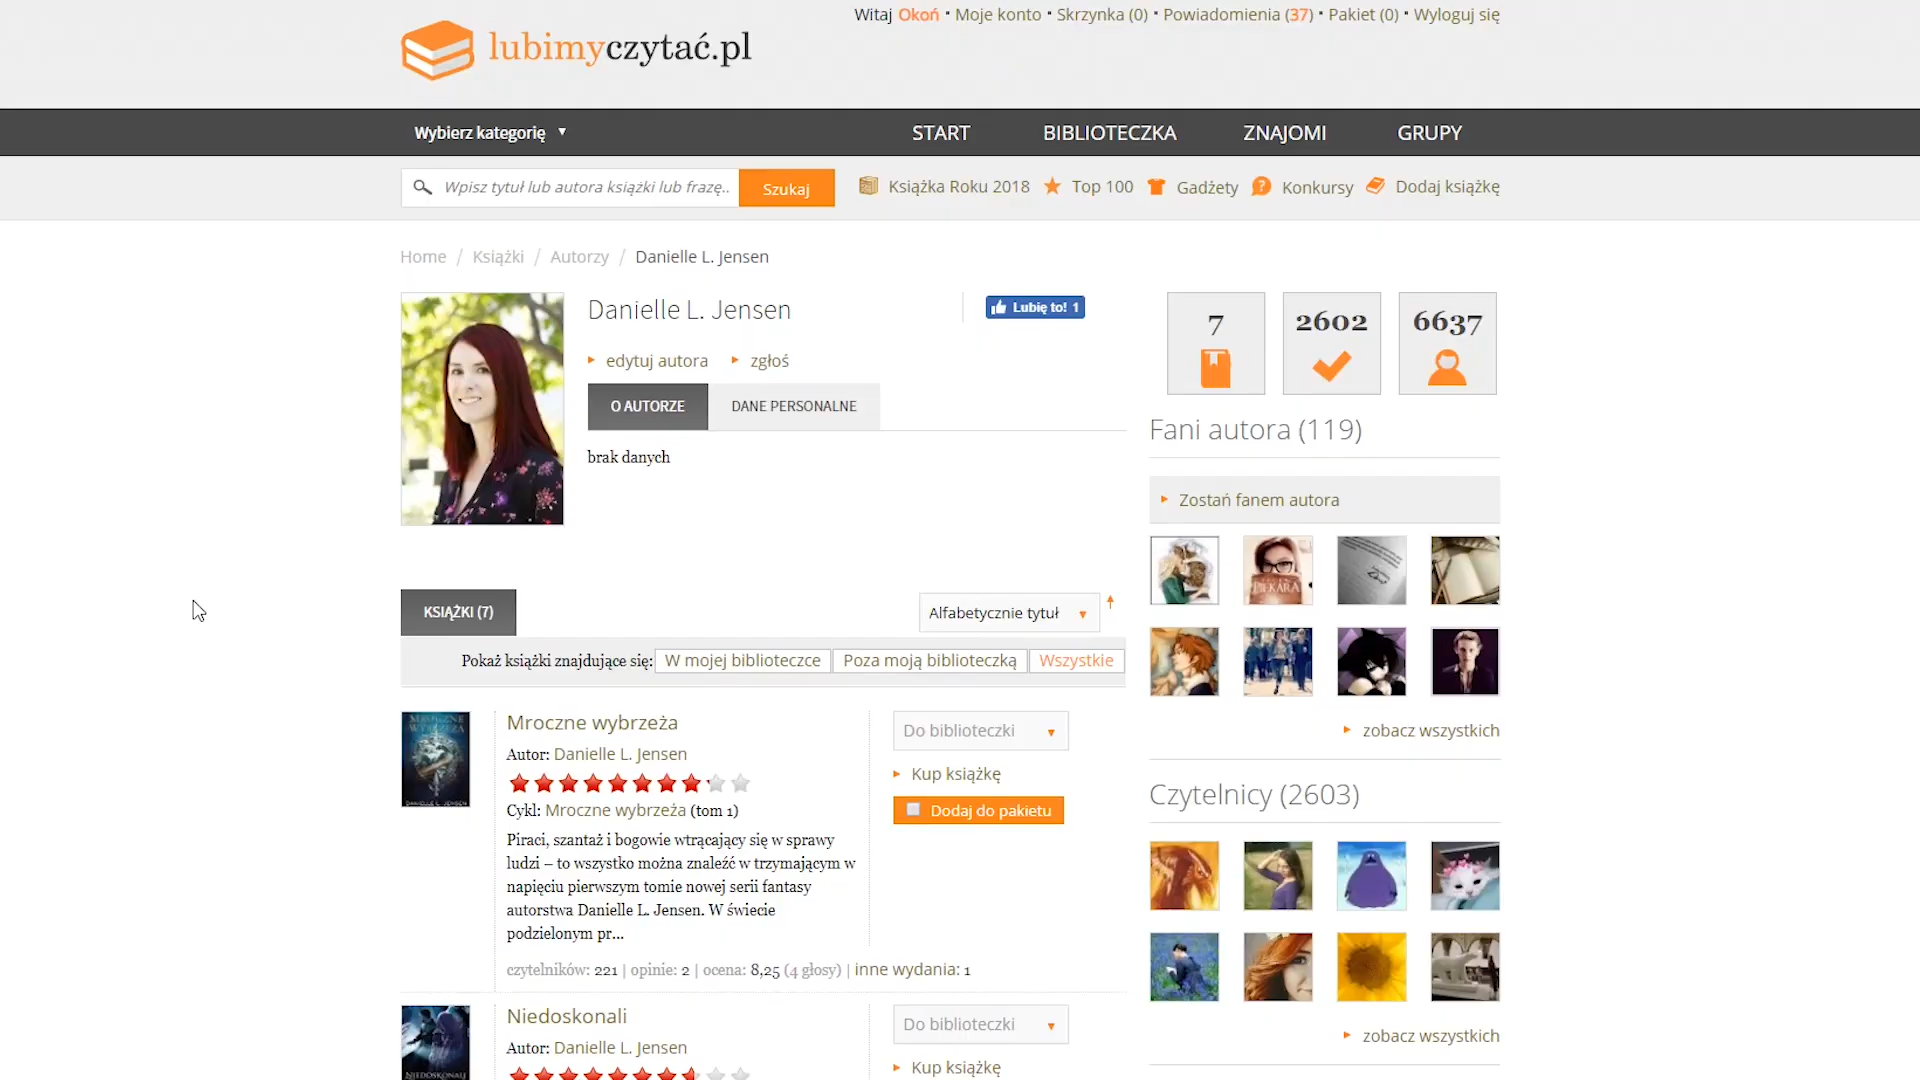 Witaj Okoń · Moje konto · Skrzynka (0) · Powiadomienia (37) · Pakiet (0) · Wyloguj się
lubimyczytać.pl
Wybierz kategorię ▼
START
BIBLIOTECZKA
ZNAJOMI
GRUPY
Wpisz tytuł lub autora książki lub frazę..
Szukaj
Książka Roku 2018
Top 100
Gadżety
Konkursy
Dodaj książkę
Home / Książki / Autorzy / Danielle L. Jensen
Danielle L. Jensen
Lubię to! 1
edytuj autora
zgłoś
O AUTORZE
DANE PERSONALNE
brak danych
7
2602
6637
Fani autora (119)
Zostań fanem autora
PIEKARA
zobacz wszystkich
Czytelnicy (2603)
zobacz wszystkich
KSIĄŻKI (7)
Alfabetycznie tytuł
Pokaż książki znajdujące się:
W mojej biblioteczce
Poza moją biblioteczką
Wszystkie
MROCZNE
WYBRZEŻA
DANIELLE L. JENSEN
Mroczne wybrzeża
Autor: Danielle L. Jensen
Cykl: Mroczne wybrzeża (tom 1)
Piraci, szantaż i bogowie wtrącający się w sprawy
ludzi – to wszystko można znaleźć w trzymającym w
napięciu pierwszym tomie nowej serii fantasy
autorstwa Danielle L. Jensen. W świecie
podzielonym pr...
czytelników: 221 | opinie: 2 | ocena: 8,25 (4 głosy) | inne wydania: 1
Do biblioteczki
Kup książkę
Dodaj do pakietu
NIEDOSKONALI
Niedoskonali
Autor: Danielle L. Jensen
Do biblioteczki
Kup książkę